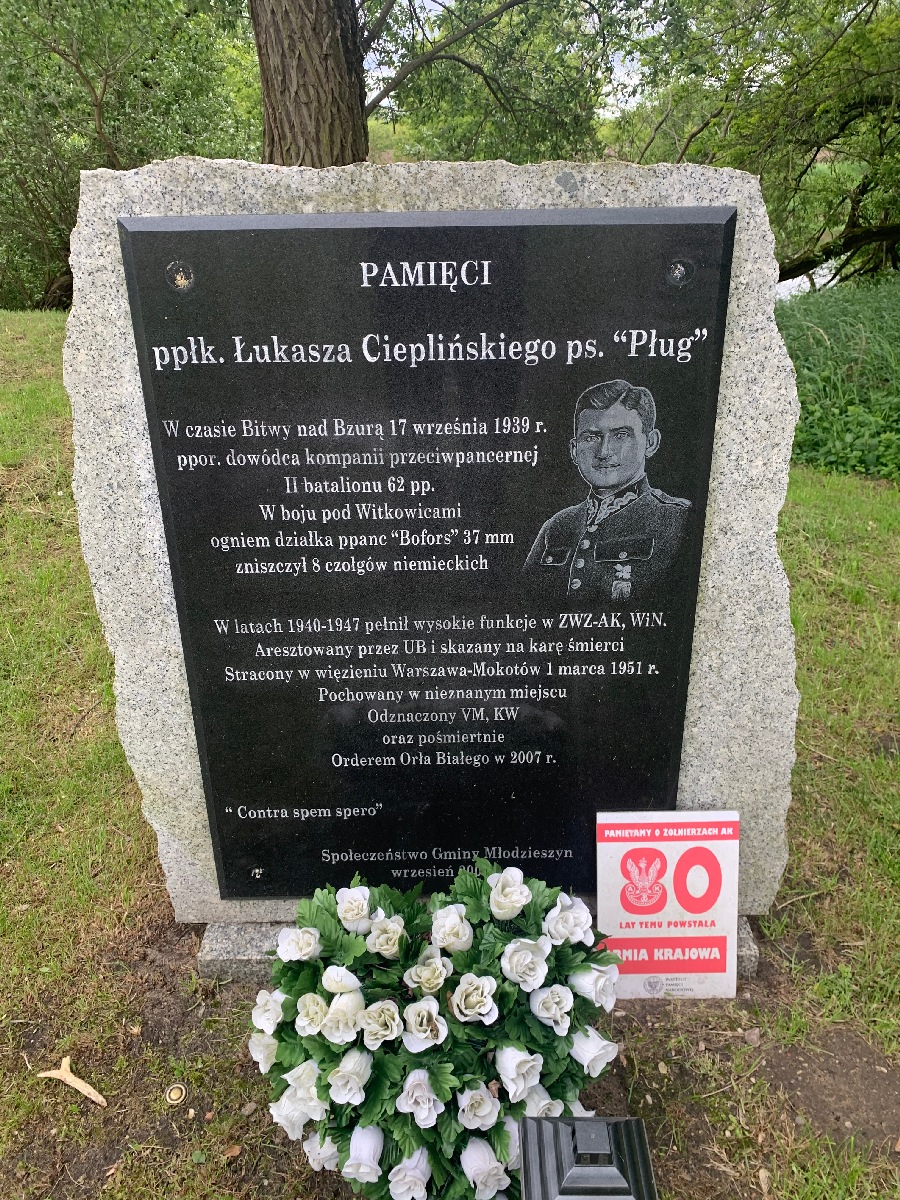 PAMIĘCI
ppłk. Łukasza Cieplińskiego ps. “Pług”
W czasie Bitwy nad Bzurą 17 września 1939 r.
ppor. dowódca kompanii przeciwpancernej
II batalionu 62 pp.
W boju pod Witkowicami
ogniem działka ppanc “Bofors” 37 mm
zniszczył 8 czołgów niemieckich
W latach 1940-1947 pełnił wysokie funkcje w ZWZ-AK, WiN.
Aresztowany przez UB i skazany na karę śmierci
Stracony w więzieniu Warszawa-Mokotów 1 marca 1951 r.
Pochowany w nieznanym miejscu
Odznaczony VM, KW
oraz pośmiertnie
Orderem Orła Białego w 2007 r.
“ Contra spem spero”
Społeczeństwo Gminy Młodzieszyn
wrzesień
PAMIĘTAMY O ŻOŁNIERZACH AK
80
LAT TEMU POWSTAŁA
KRAJOWA
INSTYTUT
PAMIĘCI
NARODOWEJ